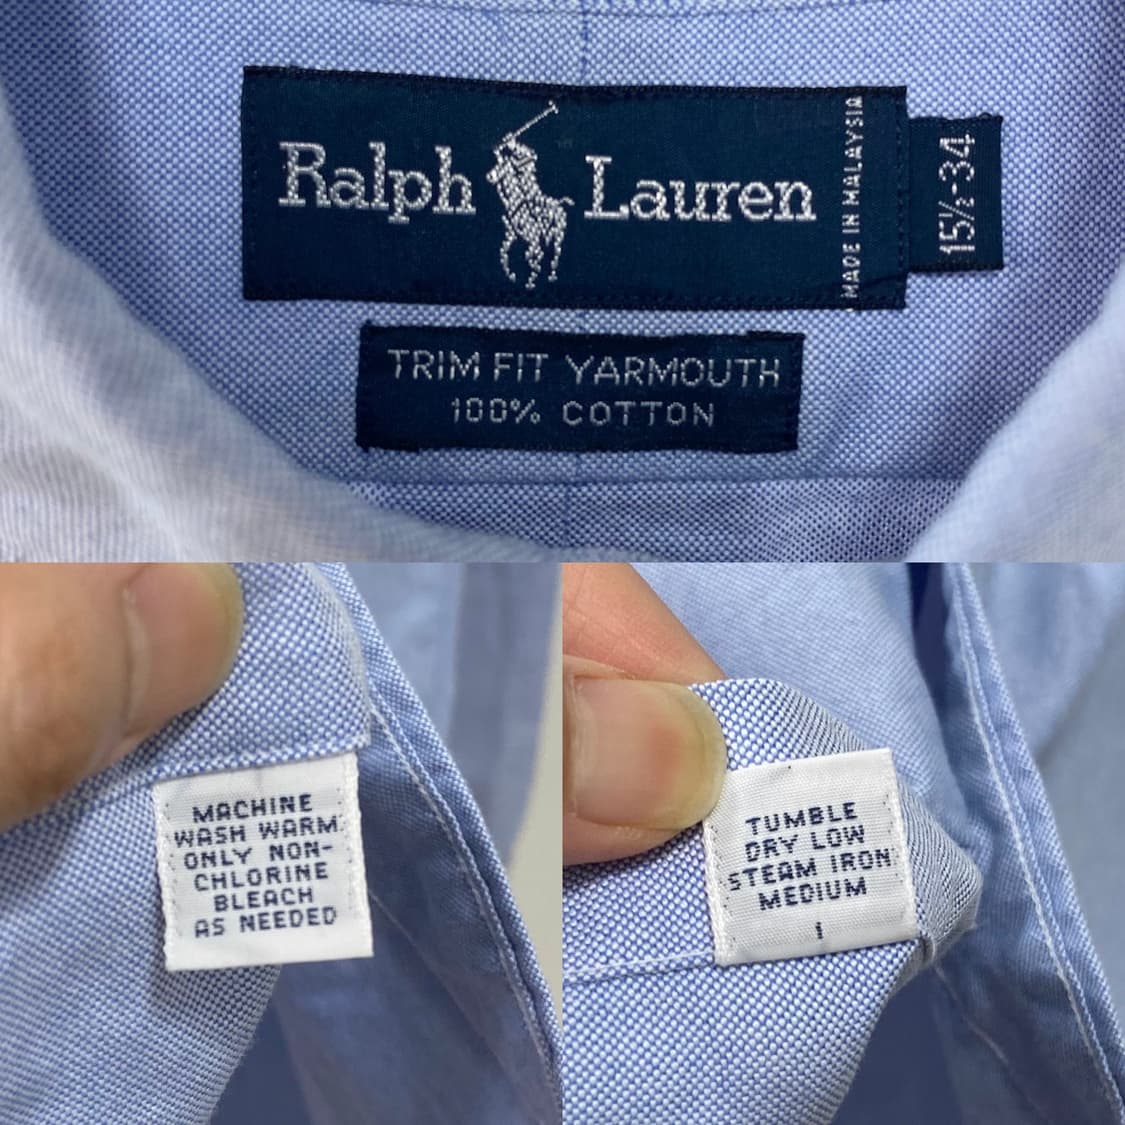 Ralph Lauren
MADE IN MALAYSIA
15½-34
TRIM FIT YARMOUTH
100% COTTON
MACHINE
WASH WARM
ONLY NON-
CHLORINE
BLEACH
AS NEEDED
TUMBLE
DRY LOW
STEAM IRON
MEDIUM
1